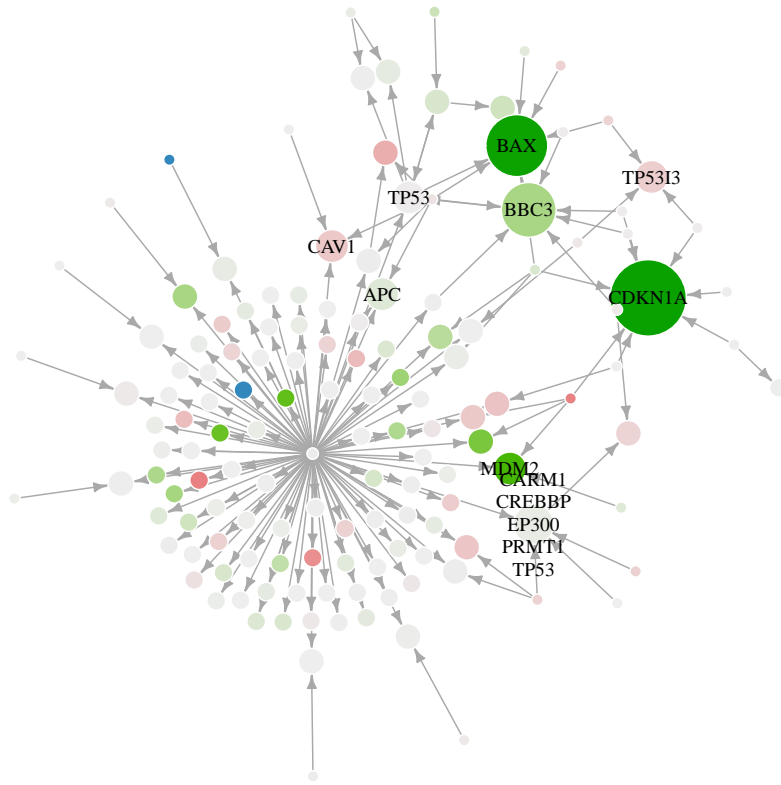 BAX
TP53I3
TP53
BBC3
CAV1
APC
CDKN1A
MDM2
CARM1
CREBBP
EP300
PRMT1
TP53